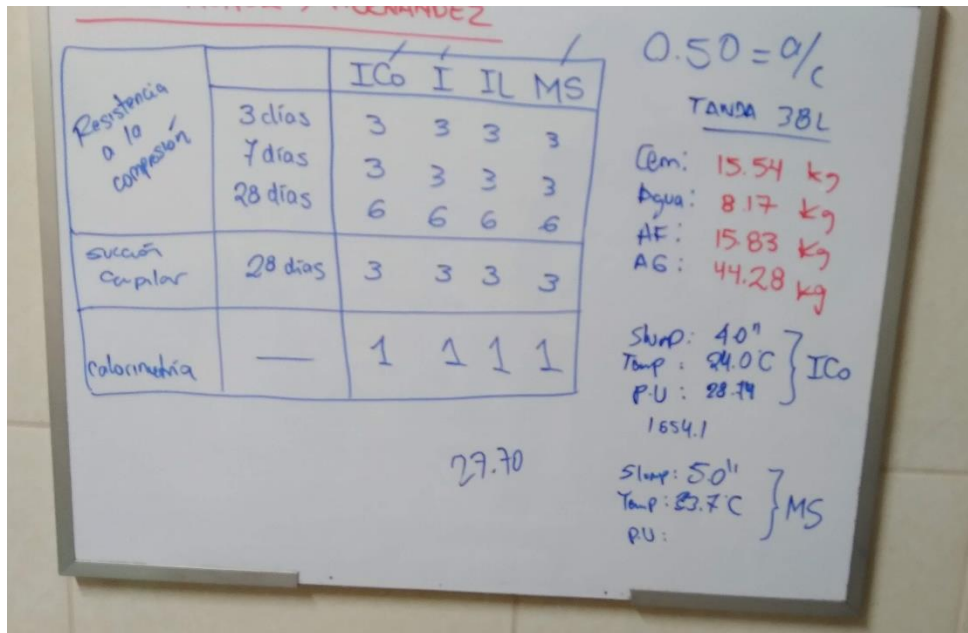 HERNANDEZ
ICo I IL MS
Resistencia
a la
compresión
3 días 3 3 3 3
7 días 3 3 3 3
28 días 6 6 6 6
succión
capilar
28 días 3 3 3 3
Calorimetría — 1 1 1 1
27.70
0.50 = a/c
TANDA 38L
Cem: 15.54 kg
Agua: 8.17 kg
AF: 15.83 kg
AG: 44.28 kg
Slump: 4.0"
Temp: 24.0°C
P.U: 28.74
ICo
1654.1
Slump: 5.0"
Temp: 23.7°C
P.U:
MS